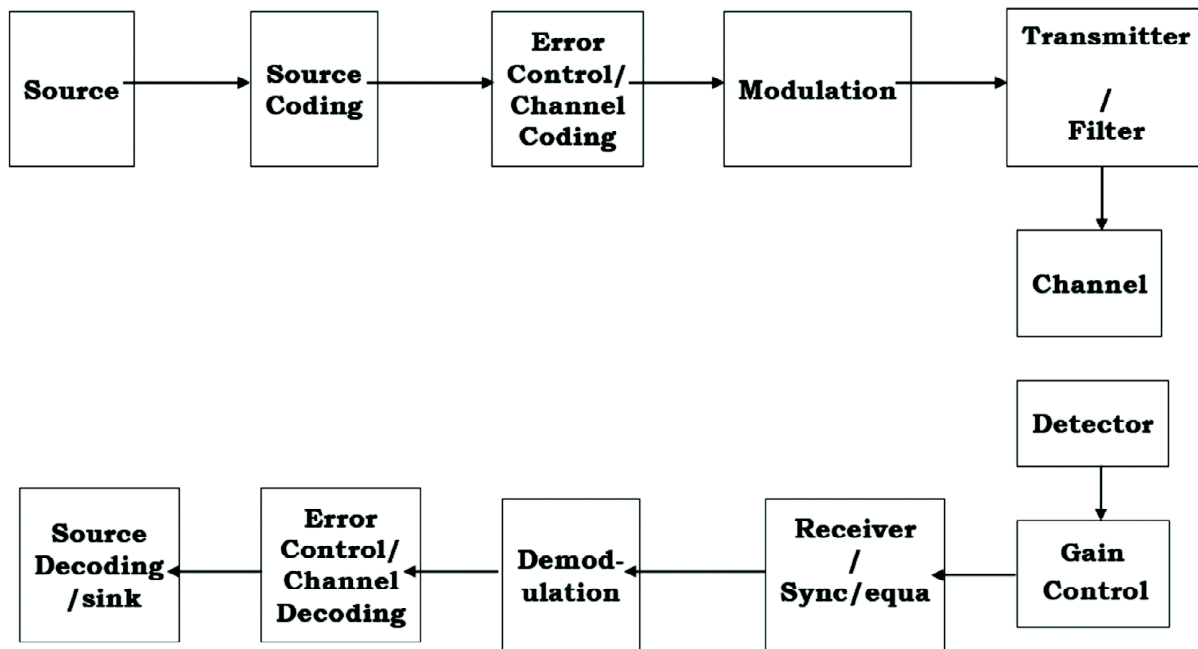 Source
Source
Coding
Error
Control/
Channel
Coding
Modulation
Transmitter
/
Filter
Channel
Detector
Gain
Control
Receiver
/
Sync/equa
Demod-
ulation
Error
Control/
Channel
Decoding
Source
Decoding
/sink